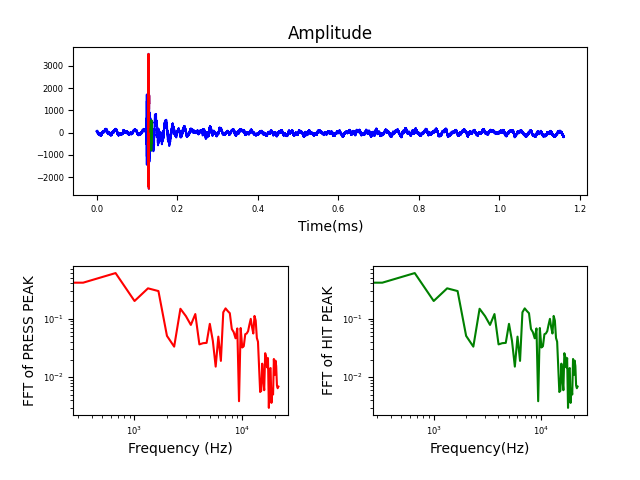 Amplitude
3000
2000
1000
0
−1000
−2000
0.0 0.2 0.4 0.6 0.8 1.0 1.2
Time(ms)
FFT of PRESS PEAK
10⁻¹
10⁻²
10³ 10⁴
Frequency (Hz)
FFT of HIT PEAK
10⁻¹
10⁻²
10³ 10⁴
Frequency(Hz)